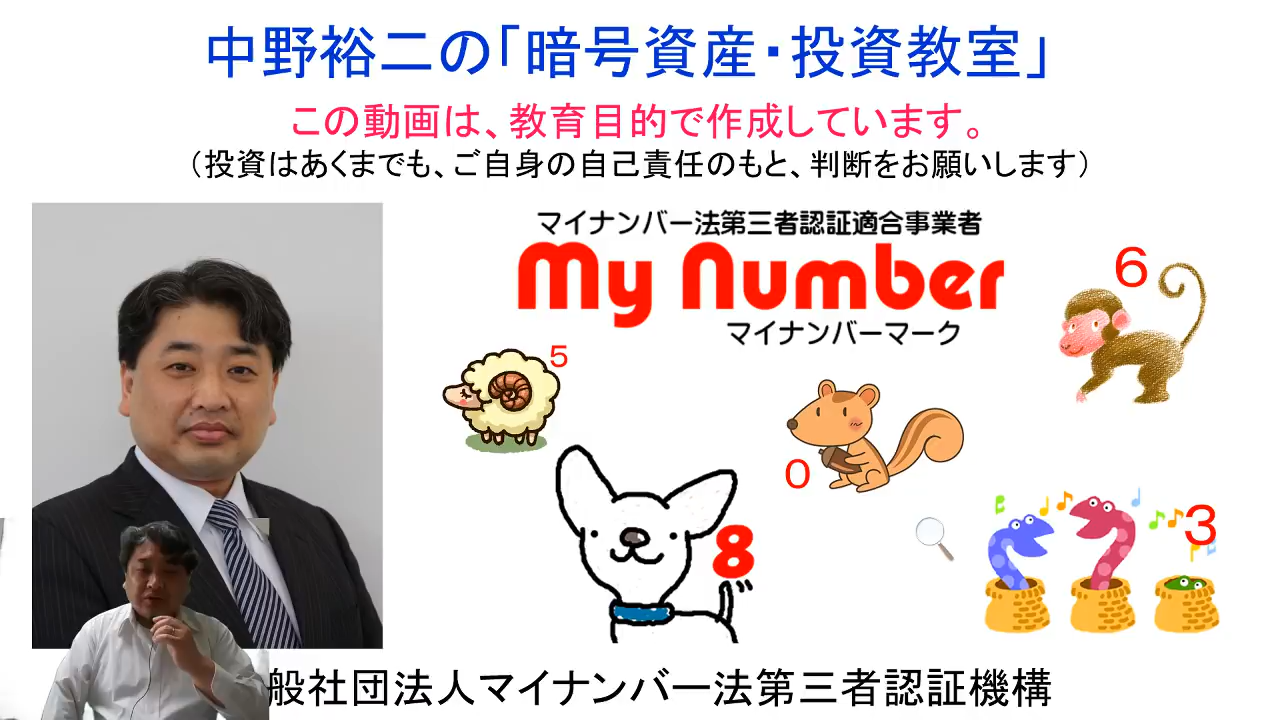 中野裕二の「暗号資産・投資教室」
この動画は、教育目的で作成しています。
（投資はあくまでも、ご自身の自己責任のもと、判断をお願いします）
マイナンバー法第三者認証適合事業者
My Number
マイナンバーマーク
6
5
0
8
3
般社団法人マイナンバー法第三者認証機構